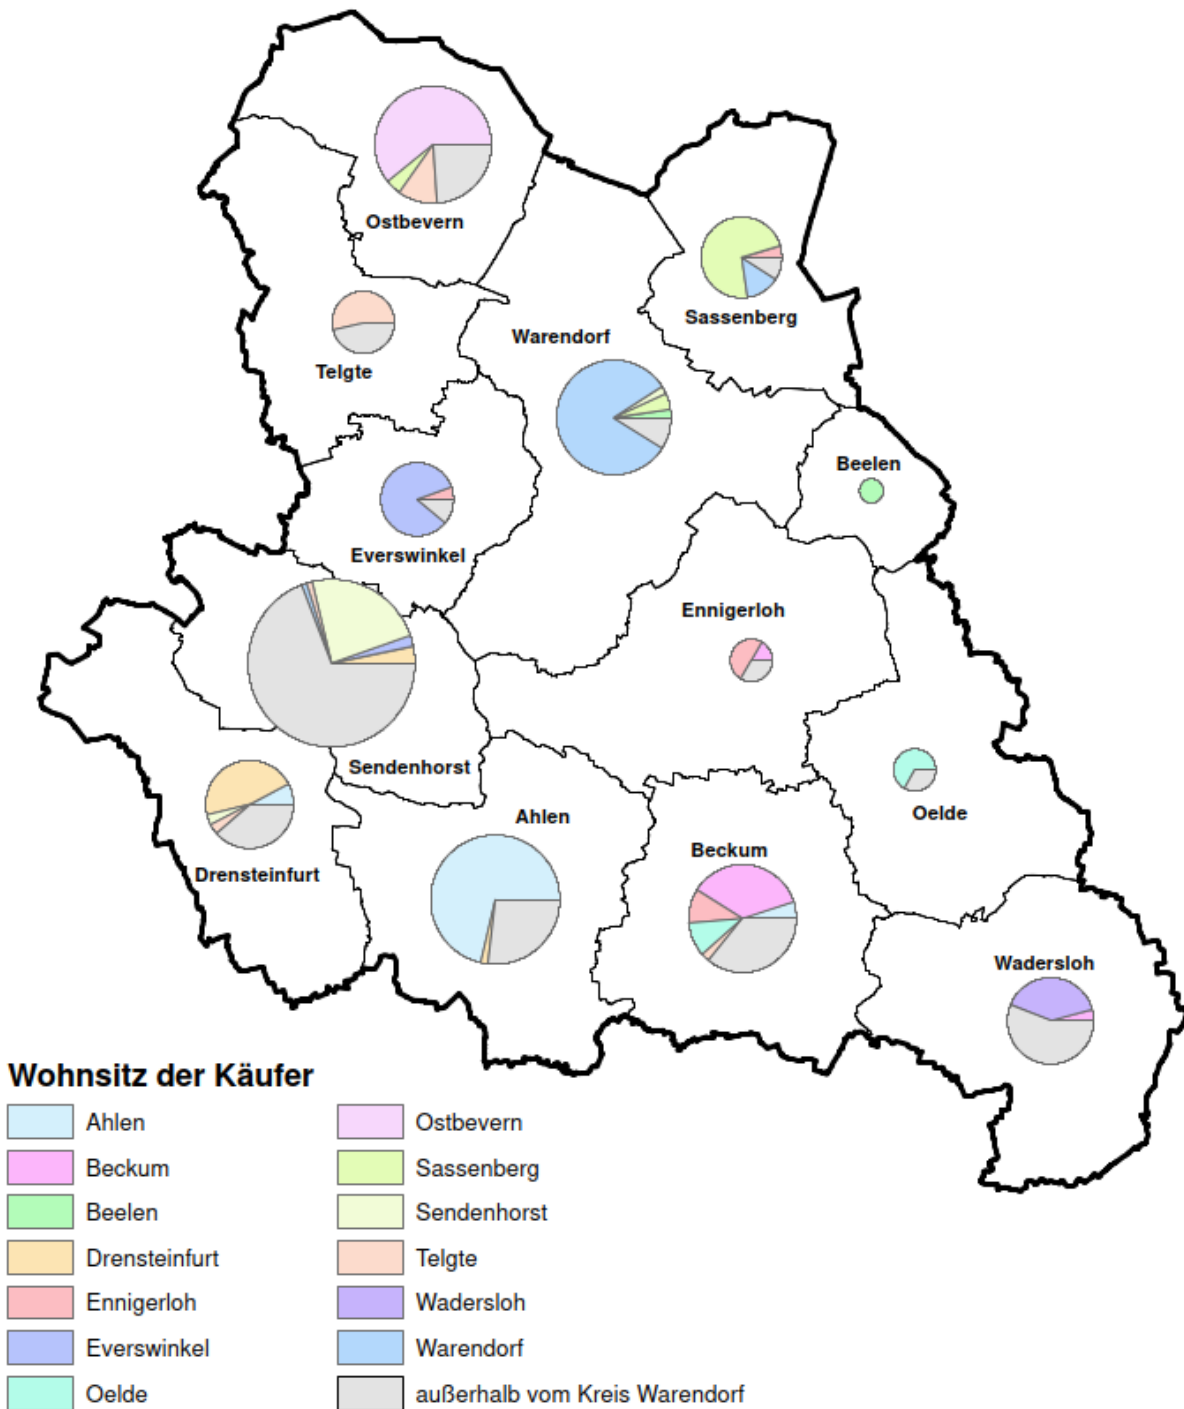 Ostbevern
Sassenberg
Warendorf
Telgte
Beelen
Everswinkel
Ennigerloh
Sendenhorst
Oelde
Ahlen
Beckum
Drensteinfurt
Wadersloh
Wohnsitz der Käufer
Ahlen
Beckum
Beelen
Drensteinfurt
Ennigerloh
Everswinkel
Oelde
Ostbevern
Sassenberg
Sendenhorst
Telgte
Wadersloh
Warendorf
außerhalb vom Kreis Warendorf